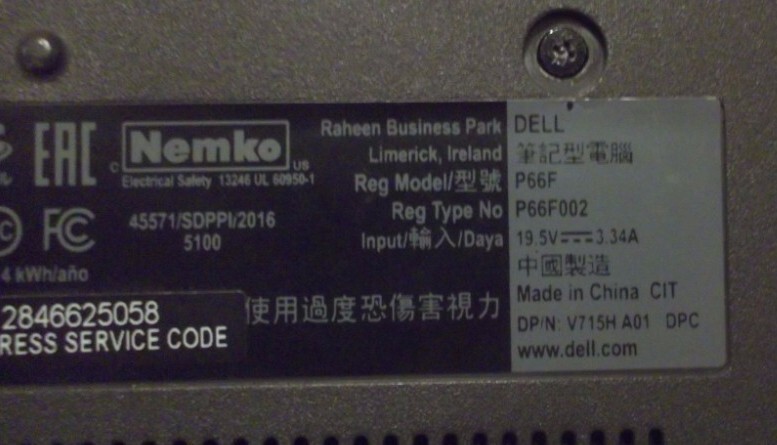 EAC
Nemko
C US
Electrical Safety 13246 UL 60950-1
45571/SDPPI/2016
5100
FC
4 kWh/año
2846625058
RESS SERVICE CODE
Raheen Business Park
Limerick, Ireland
Reg Model/型號
Reg Type No
Input/輸入/Daya
使用過度恐傷害視力
DELL
筆記型電腦
P66F
P66F002
19.5V⎓3.34A
中國製造
Made in China CIT
DP/N: V715H A01 DPC
www.dell.com